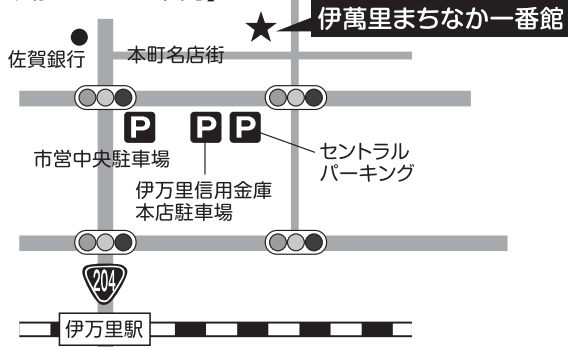 伊萬里まちなか一番館
佐賀銀行
本町名店街
P
P
P
市営中央駐車場
セントラル
パーキング
伊万里信用金庫
本店駐車場
204
伊万里駅